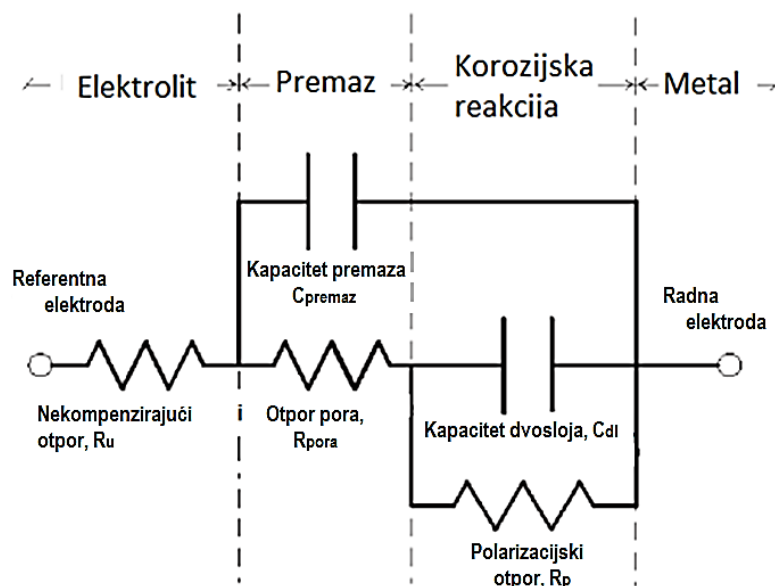 Elektrolit
Premaz
Korozijska
reakcija
Metal
Referentna
elektroda
Kapacitet premaza
Cpremaz
Radna
elektroda
Nekompenzirajući
otpor, Ru
i
Otpor pora,
Rpora
Kapacitet dvosloja, Cdl
Polarizacijski
otpor, Rp